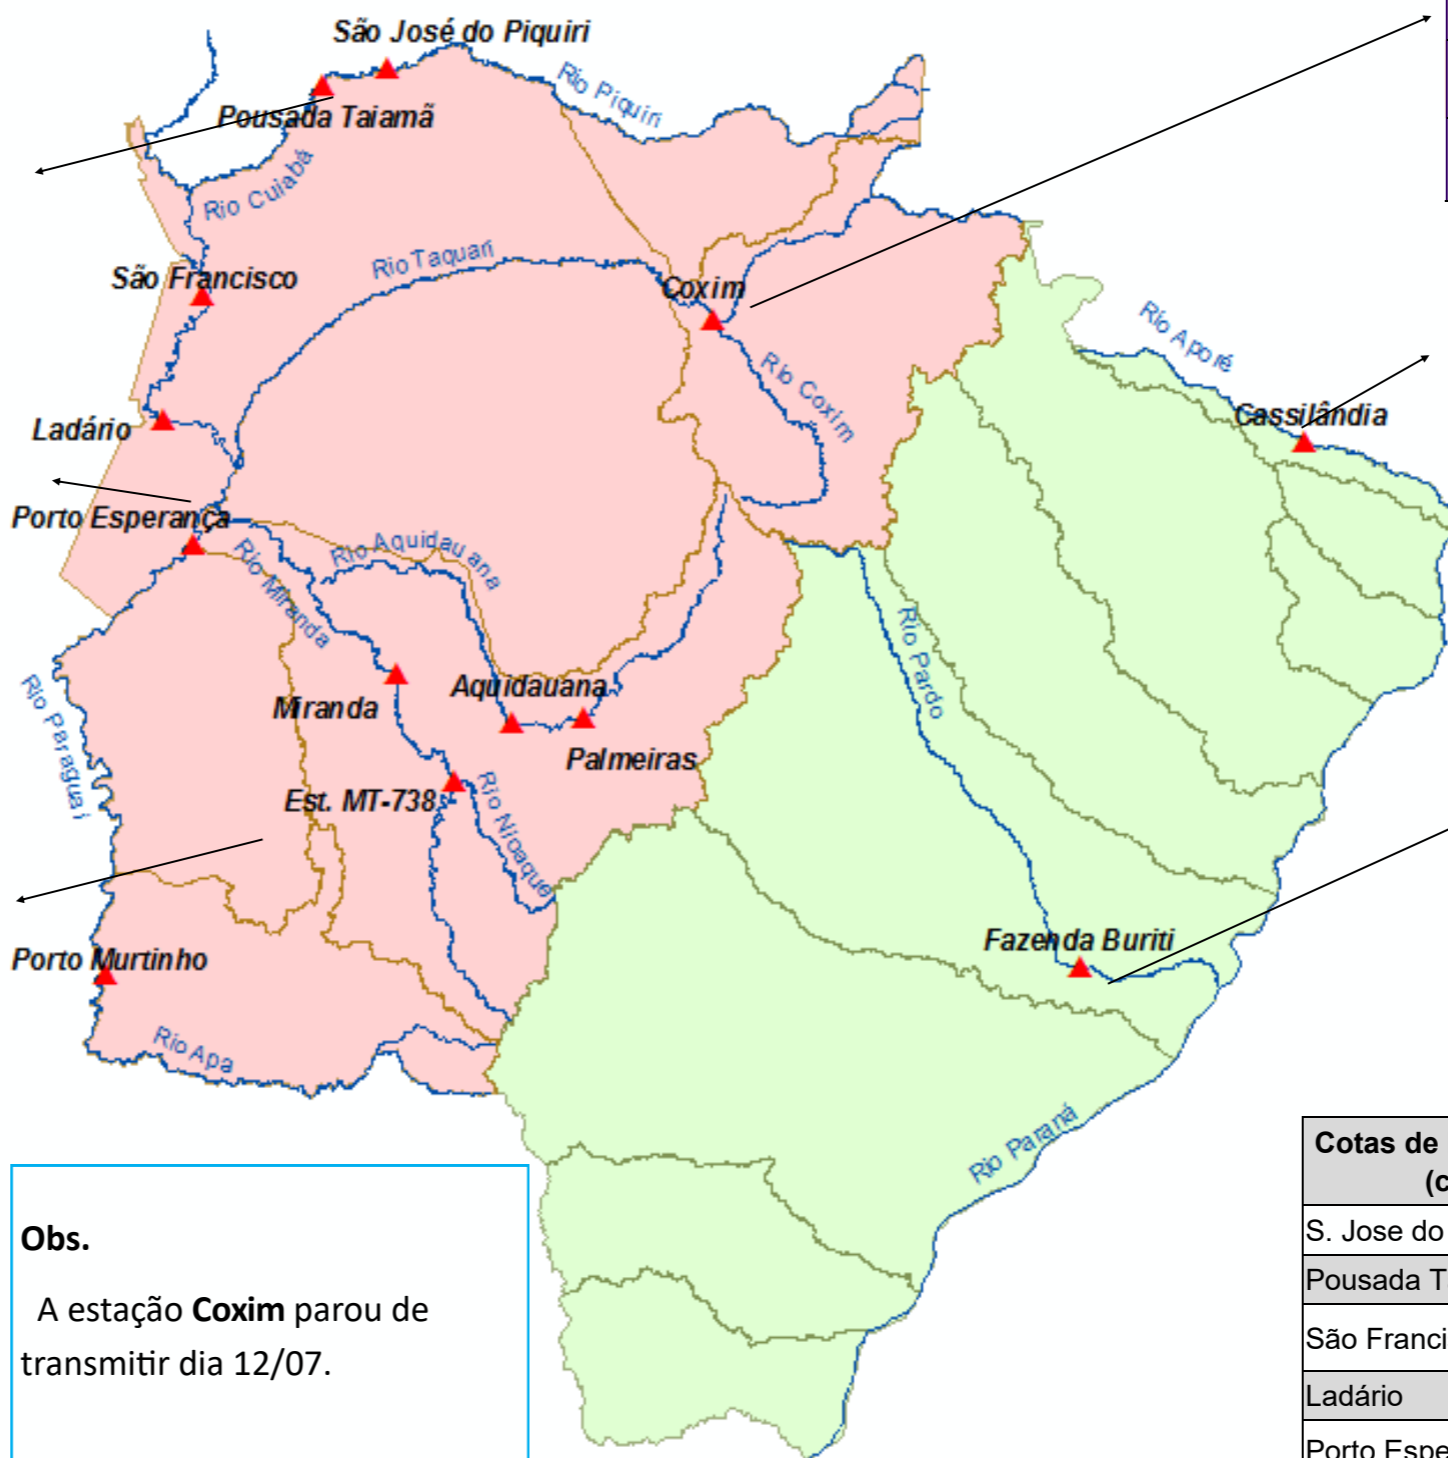 São José do Piquiri
Rio Piquiri
Pousada Taiamã
Rio Cuiabá
Rio Taquari
São Francisco
Coxim
Rio Aporé
Rio Coxim
Cassilândia
Ladário
Porto Esperança
Rio Aquidauana
Rio Miranda
Rio Pardo
Rio Paraguai
Aquidauana
Miranda
Palmeiras
Est. MT-738
Rio Nioaque
Fazenda Buriti
Porto Murtinho
Rio Apa
Rio Paraná
Obs.
A estação Coxim parou de
transmitir dia 12/07.
Cotas de
(c
S. Jose do
Pousada T
São Franci
Ladário
Porto Espe